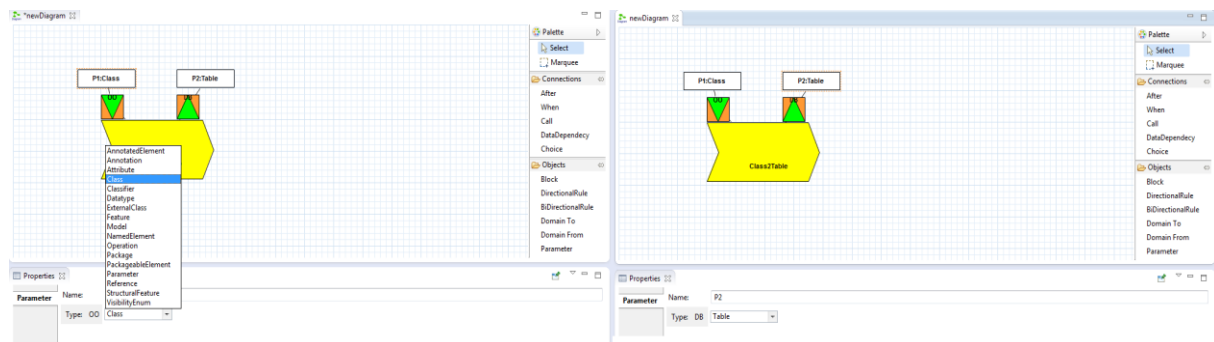 *newDiagram
Palette
Select
Marquee
Connections
After
When
Call
DataDependecy
Choice
Objects
Block
DirectionalRule
BiDirectionalRule
Domain To
Domain From
Parameter
P1:Class
P2:Table
OO
DB
AnnotatedElement
Annotation
Attribute
Class
Classifier
Datatype
ExternalClass
Feature
Model
NamedElement
Operation
Package
PackageableElement
Parameter
Reference
StructuralFeature
VisibilityEnum
Properties
Parameter
Name:
Type: OO Class
newDiagram
Palette
Select
Marquee
Connections
After
When
Call
DataDependecy
Choice
Objects
Block
DirectionalRule
BiDirectionalRule
Domain To
Domain From
Parameter
P1:Class
P2:Table
OO
DB
Class2Table
Properties
Parameter
Name: P2
Type: DB Table